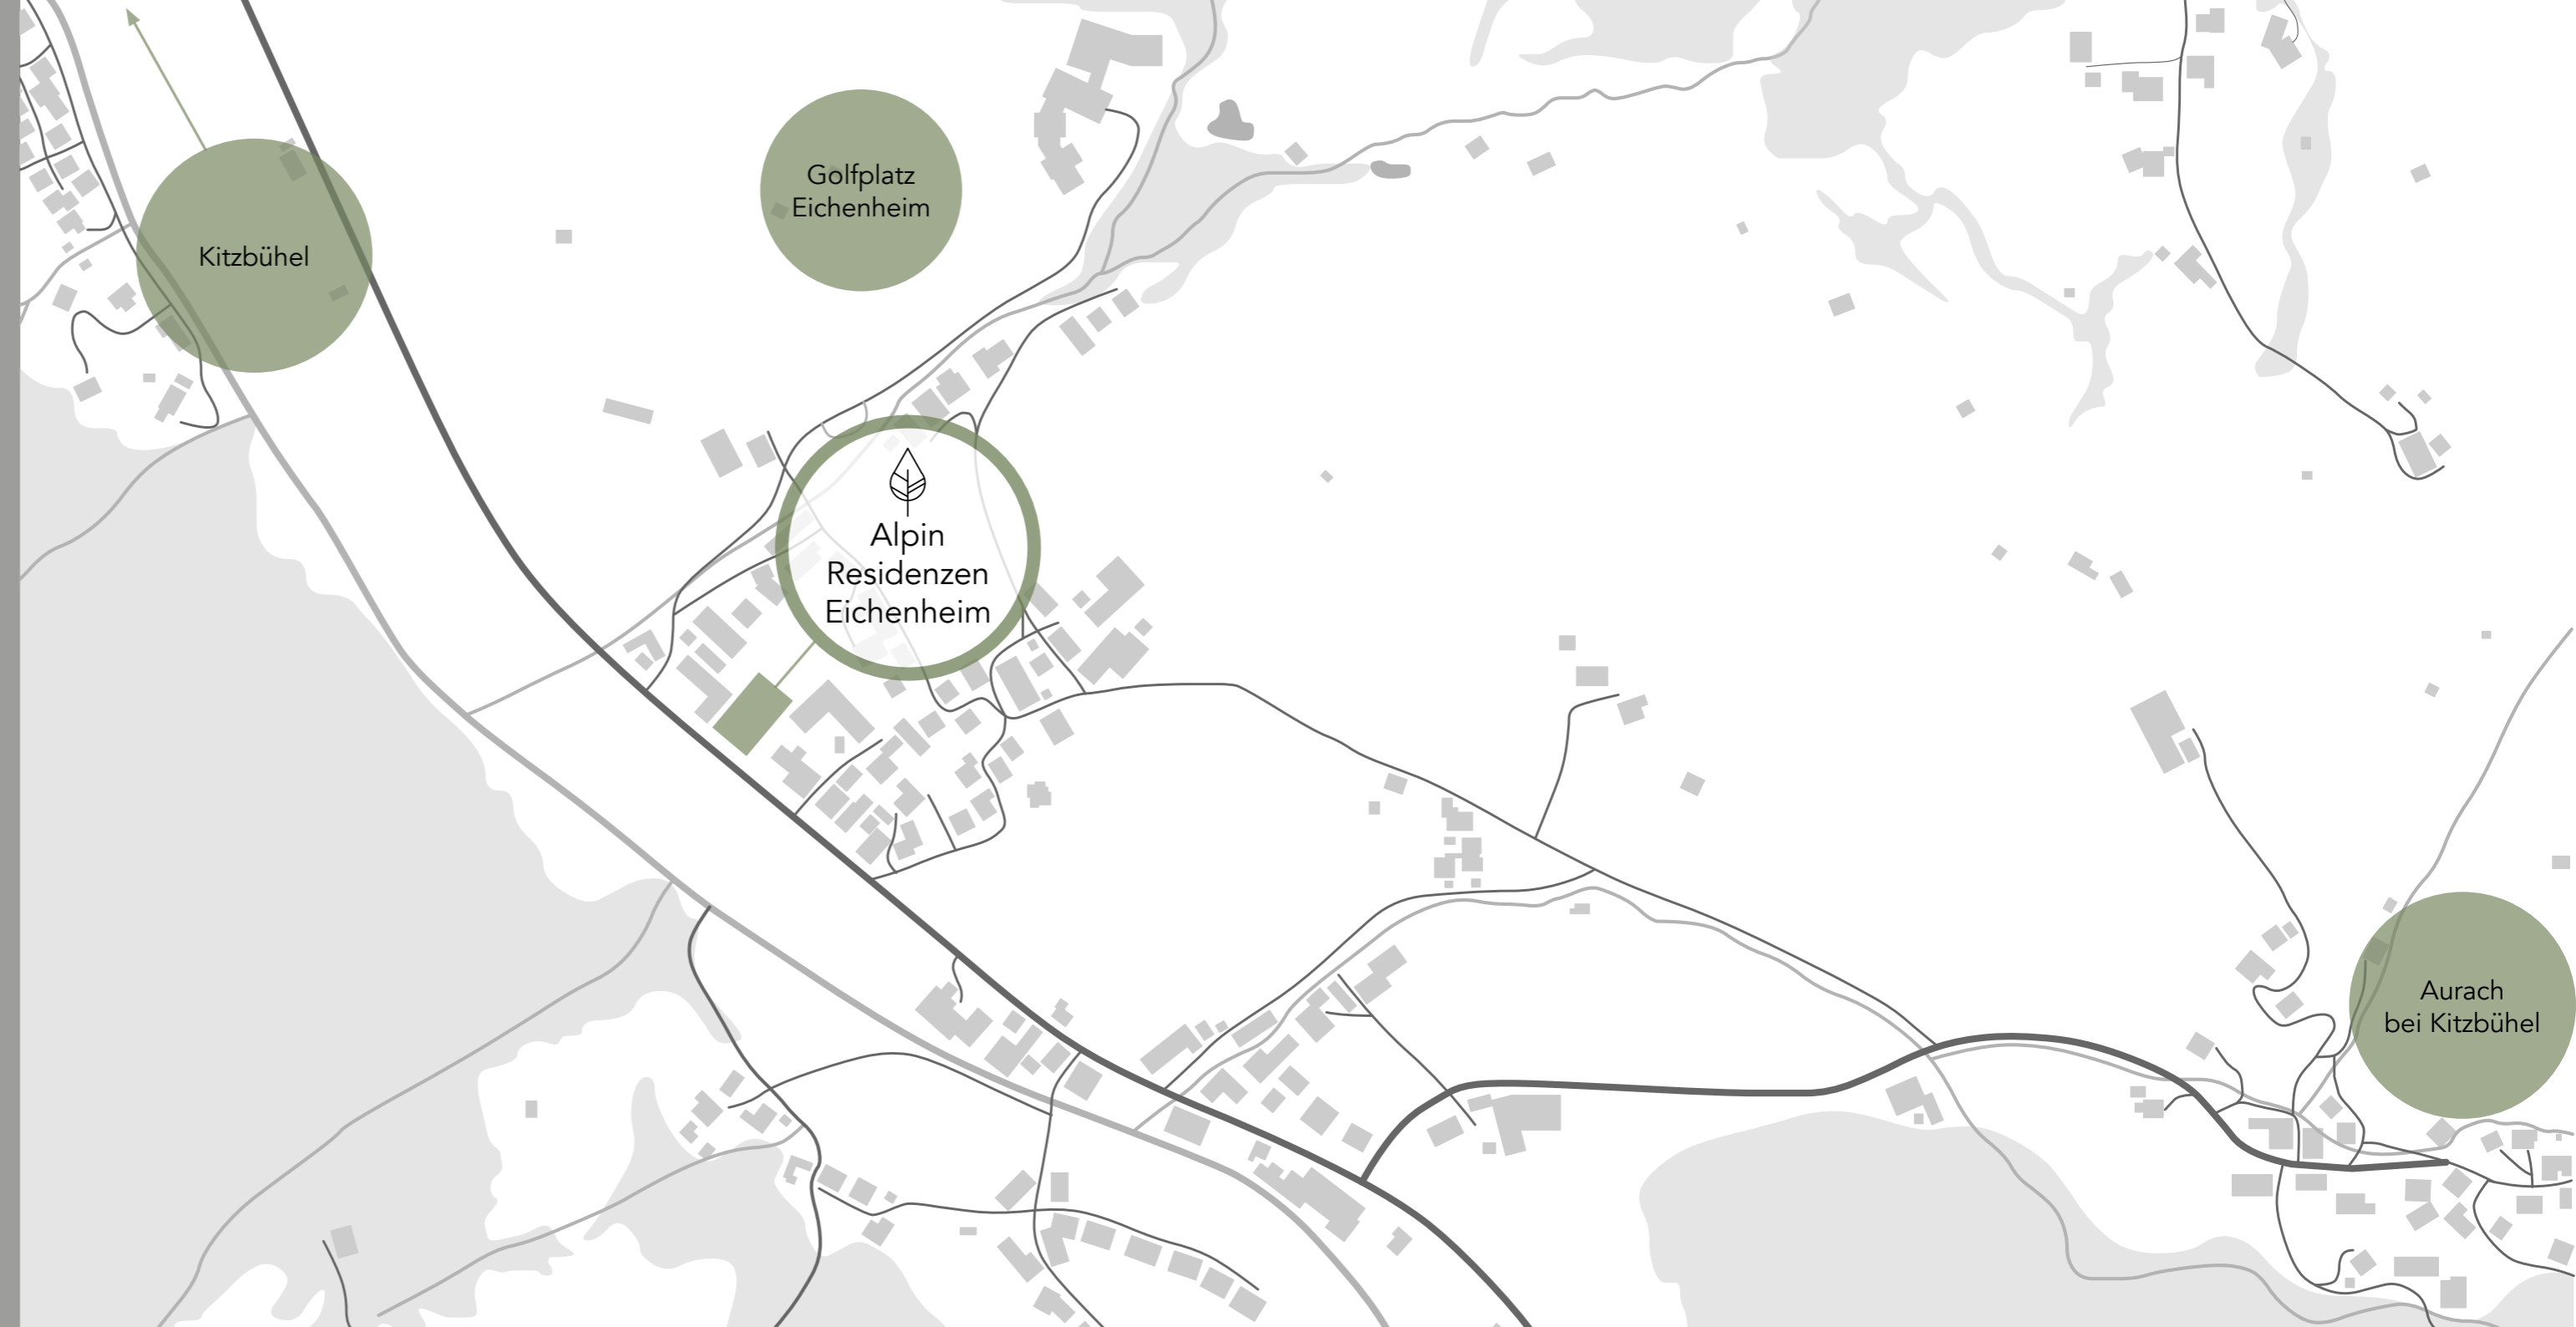 Golfplatz
Eichenheim
Kitzbühel
Alpin
Residenzen
Eichenheim
Aurach
bei Kitzbühel